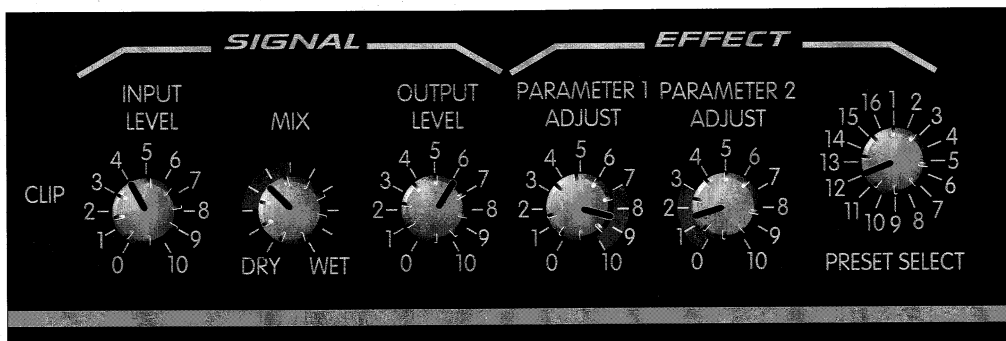 SIGNAL EFFECT
INPUT LEVEL
MIX
OUTPUT LEVEL
PARAMETER 1 ADJUST
PARAMETER 2 ADJUST
CLIP
0 1 2 3 4 5 6 7 8 9 10
DRY WET
0 1 2 3 4 5 6 7 8 9 10
0 1 2 3 4 5 6 7 8 9 10
0 1 2 3 4 5 6 7 8 9 10
1 2 3 4 5 6 7 8 9 10 11 12 13 14 15 16
PRESET SELECT